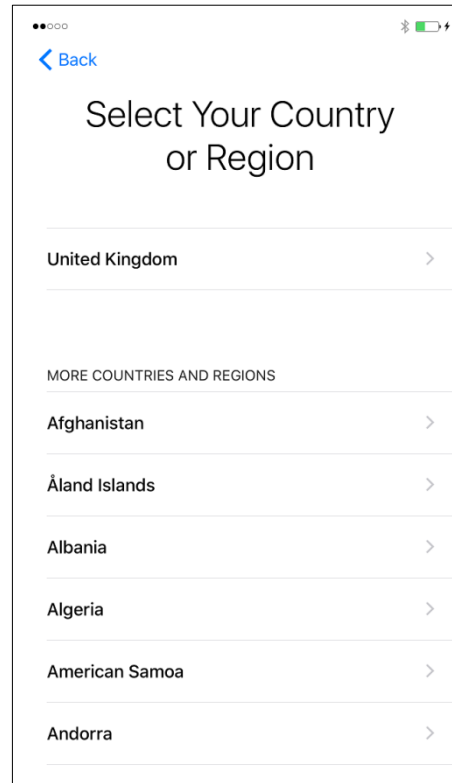 Back
Select Your Country
or Region
United Kingdom
MORE COUNTRIES AND REGIONS
Afghanistan
Åland Islands
Albania
Algeria
American Samoa
Andorra